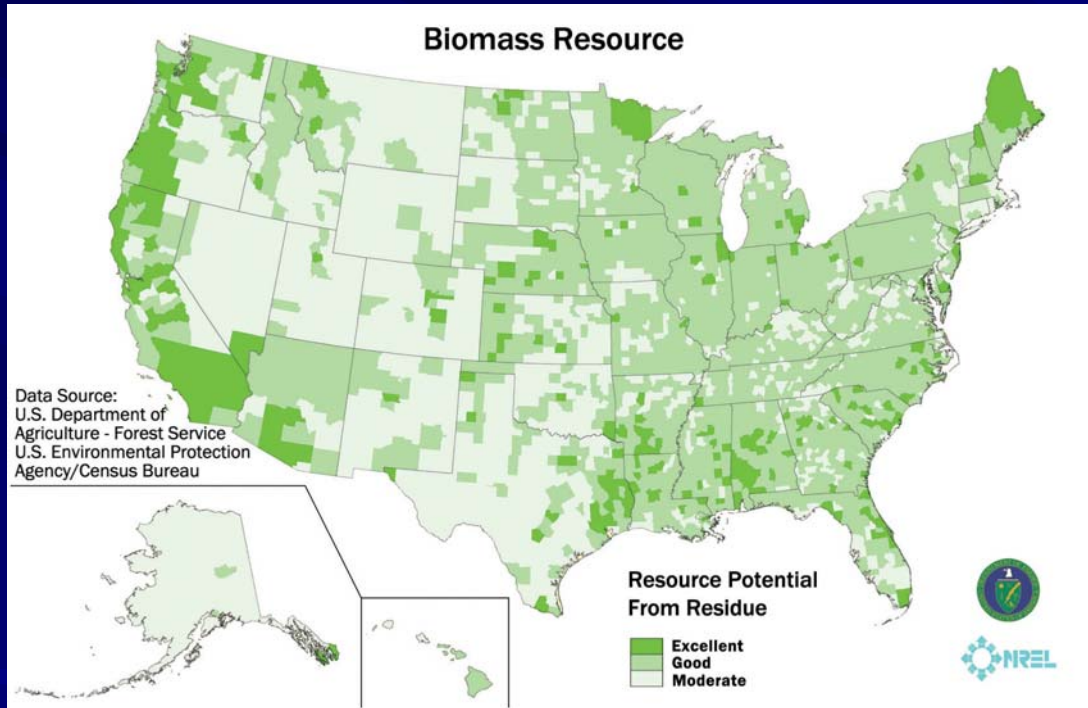 Biomass Resource
Data Source:
U.S. Department of
Agriculture - Forest Service
U.S. Environmental Protection
Agency/Census Bureau
Resource Potential
From Residue
Excellent
Good
Moderate
NREL